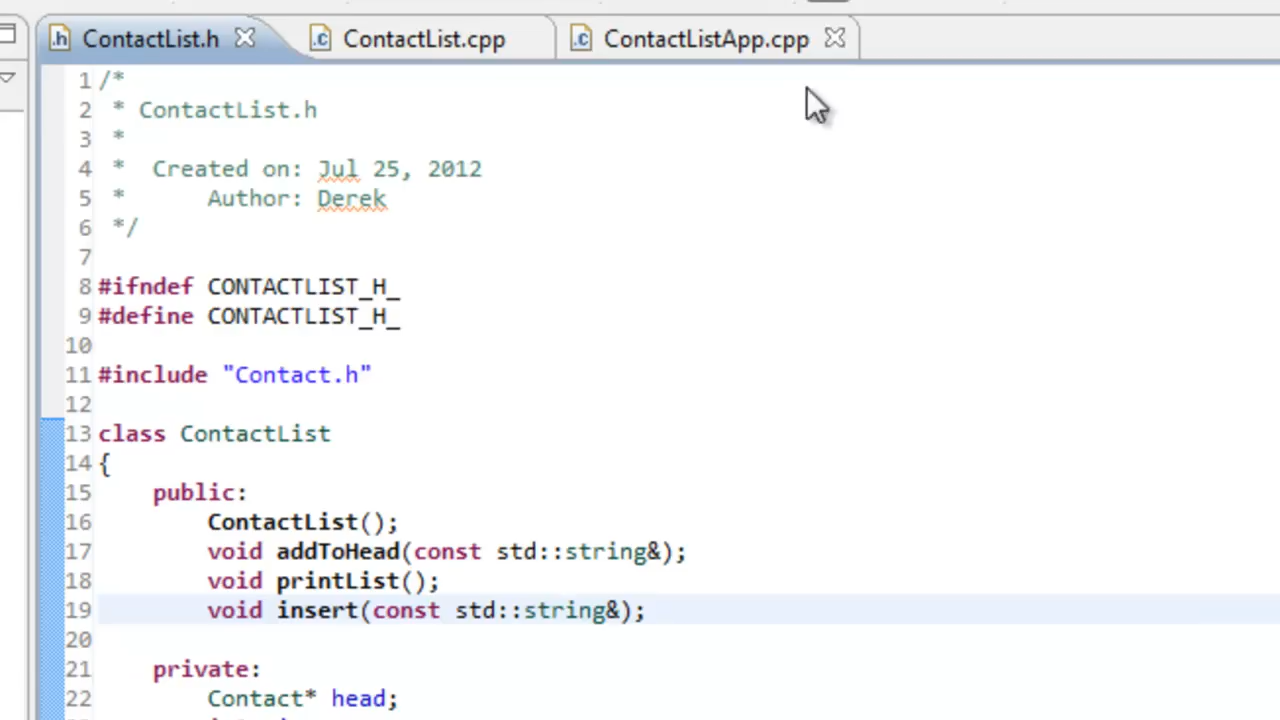 ContactList.h ContactList.cpp ContactListApp.cpp
1 /*
2  * ContactList.h
3  *
4  *  Created on: Jul 25, 2012
5  *      Author: Derek
6  */
7
8 #ifndef CONTACTLIST_H_
9 #define CONTACTLIST_H_
10
11 #include "Contact.h"
12
13 class ContactList
14 {
15     public:
16         ContactList();
17         void addToHead(const std::string&);
18         void printList();
19         void insert(const std::string&);
20
21     private:
22         Contact* head;